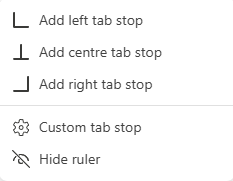 Add left tab stop
Add centre tab stop
Add right tab stop
Custom tab stop
Hide ruler